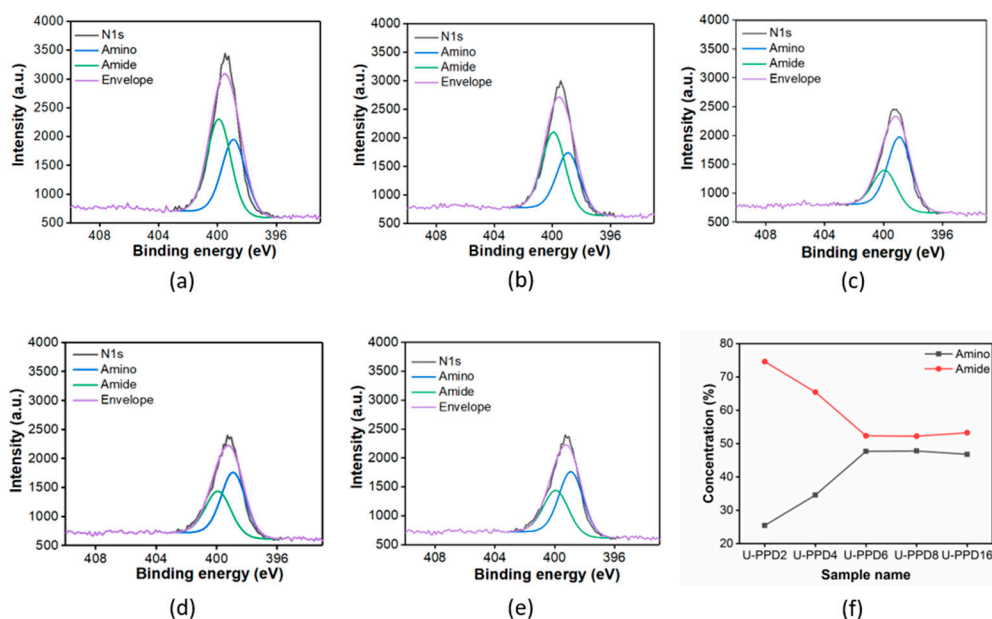 4000
3500
3000
2500
2000
1500
1000
500
Intensity (a.u.)
N1s
Amino
Amide
Envelope
408 404 400 396
Binding energy (eV)
(a)
4000
3500
3000
2500
2000
1500
1000
500
Intensity (a.u.)
N1s
Amino
Amide
Envelope
408 404 400 396
Binding energy (eV)
(b)
4000
3500
3000
2500
2000
1500
1000
500
Intensity (a.u.)
N1s
Amino
Amide
Envelope
408 404 400 396
Binding energy (eV)
(c)
4000
3500
3000
2500
2000
1500
1000
500
Intensity (a.u.)
N1s
Amino
Amide
Envelope
408 404 400 396
Binding energy (eV)
(d)
4000
3500
3000
2500
2000
1500
1000
500
Intensity (a.u.)
N1s
Amino
Amide
Envelope
408 404 400 396
Binding energy (eV)
(e)
80
70
60
50
40
30
20
Concentration (%)
Amino
Amide
U-PPD2 U-PPD4 U-PPD6 U-PPD8 U-PPD16
Sample name
(f)